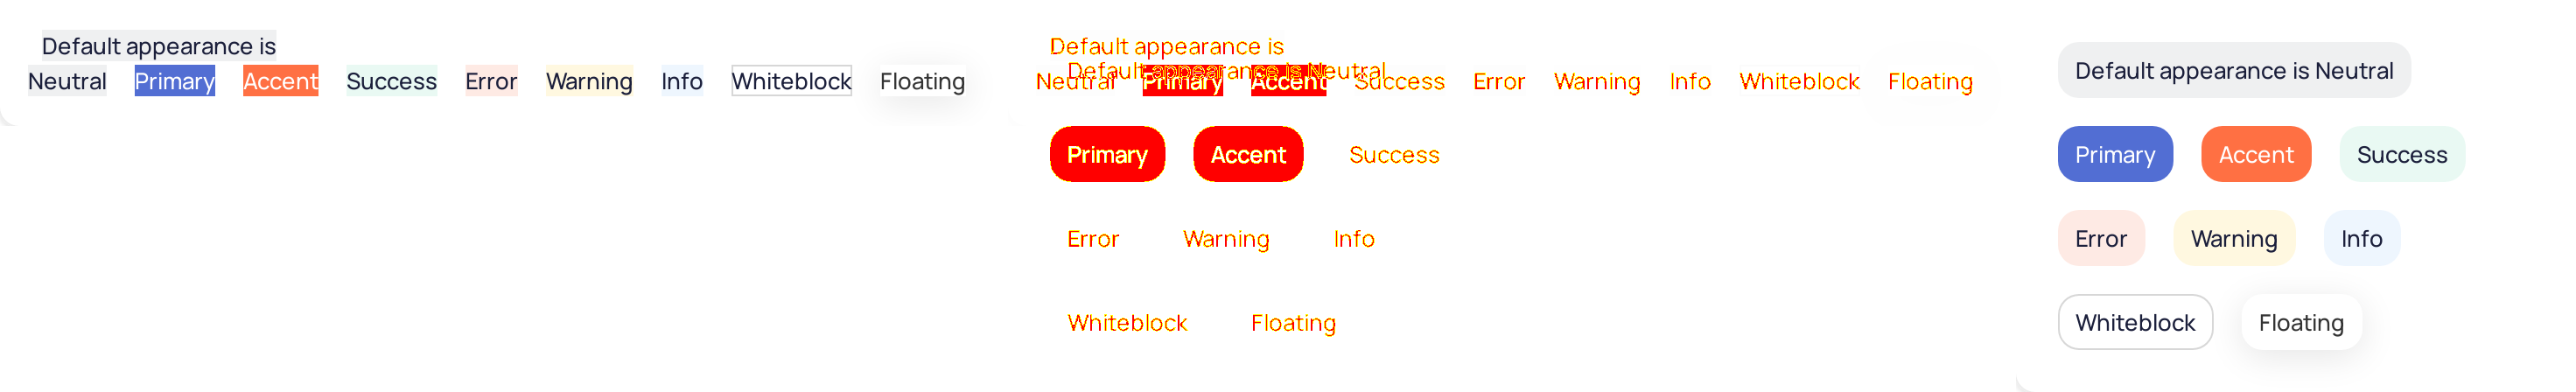 Default appearance is
Neutral Primary Accent Success Error Warning Info Whiteblock Floating
Default appearance is
Default appearance is Neutral
Neutral Primary Accent Success Error Warning Info Whiteblock Floating
Primary Accent Success
Error Warning Info
Whiteblock Floating
Default appearance is Neutral
Primary Accent Success
Error Warning Info
Whiteblock Floating